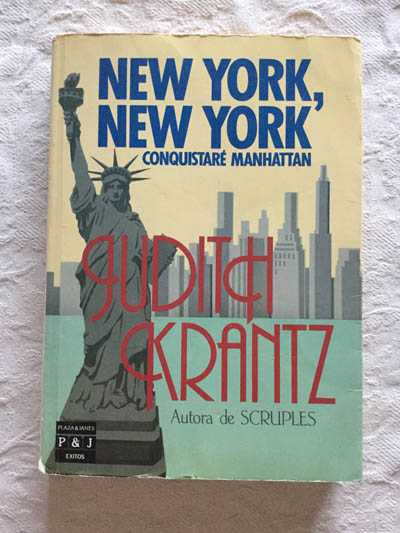 NEW YORK,
NEW YORK
CONQUISTARÉ MANHATTAN
JUDITH
KRANTZ
Autora de SCRUPLES
PLAZA & JANES
P & J
EXITOS